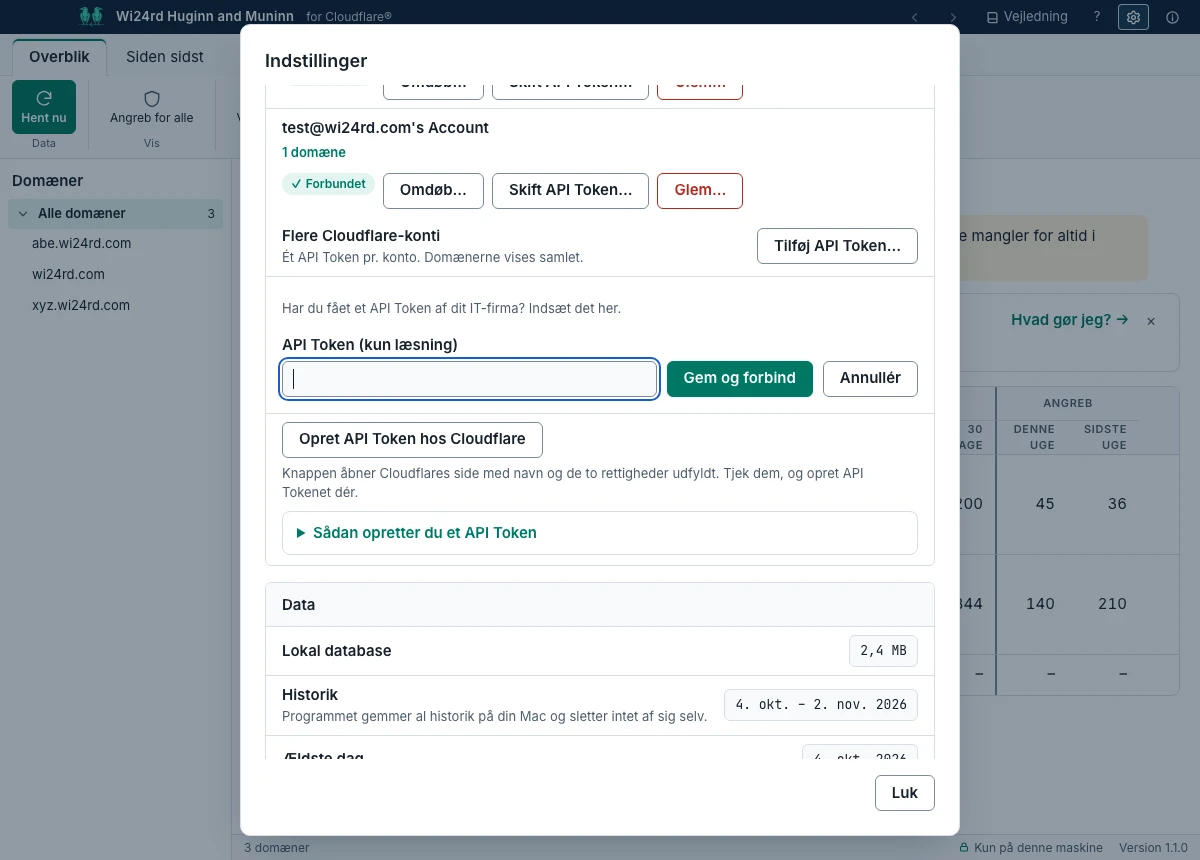 Wi24rd Huginn and Muninn for Cloudflare®
Vejledning ?
Overblik Siden sidst
Hent nu
Angreb for alle
Data
Vis
Domæner
Alle domæner 3
abe.wi24rd.com
wi24rd.com
xyz.wi24rd.com
Indstillinger
test@wi24rd.com's Account
1 domæne
✓ Forbundet
Omdøb...
Skift API Token...
Glem...
Flere Cloudflare-konti
Ét API Token pr. konto. Domænerne vises samlet.
Tilføj API Token...
Har du fået et API Token af dit IT-firma? Indsæt det her.
API Token (kun læsning)
Gem og forbind
Annullér
Opret API Token hos Cloudflare
Knappen åbner Cloudflares side med navn og de to rettigheder udfyldt. Tjek dem, og opret API
Tokenet dér.
Sådan opretter du et API Token
Data
Lokal database
2,4 MB
Historik
Programmet gemmer al historik på din Mac og sletter intet af sig selv.
4. okt. – 2. nov. 2026
Ældste dag
4. okt. 2026
Luk
mangler for altid i
Hvad gør jeg? →
×
ANGREB
30
DENNE
UGE
SIDSTE
UGE
45 36
140 210
– – –
3 domæner
Kun på denne maskine
Version 1.1.0